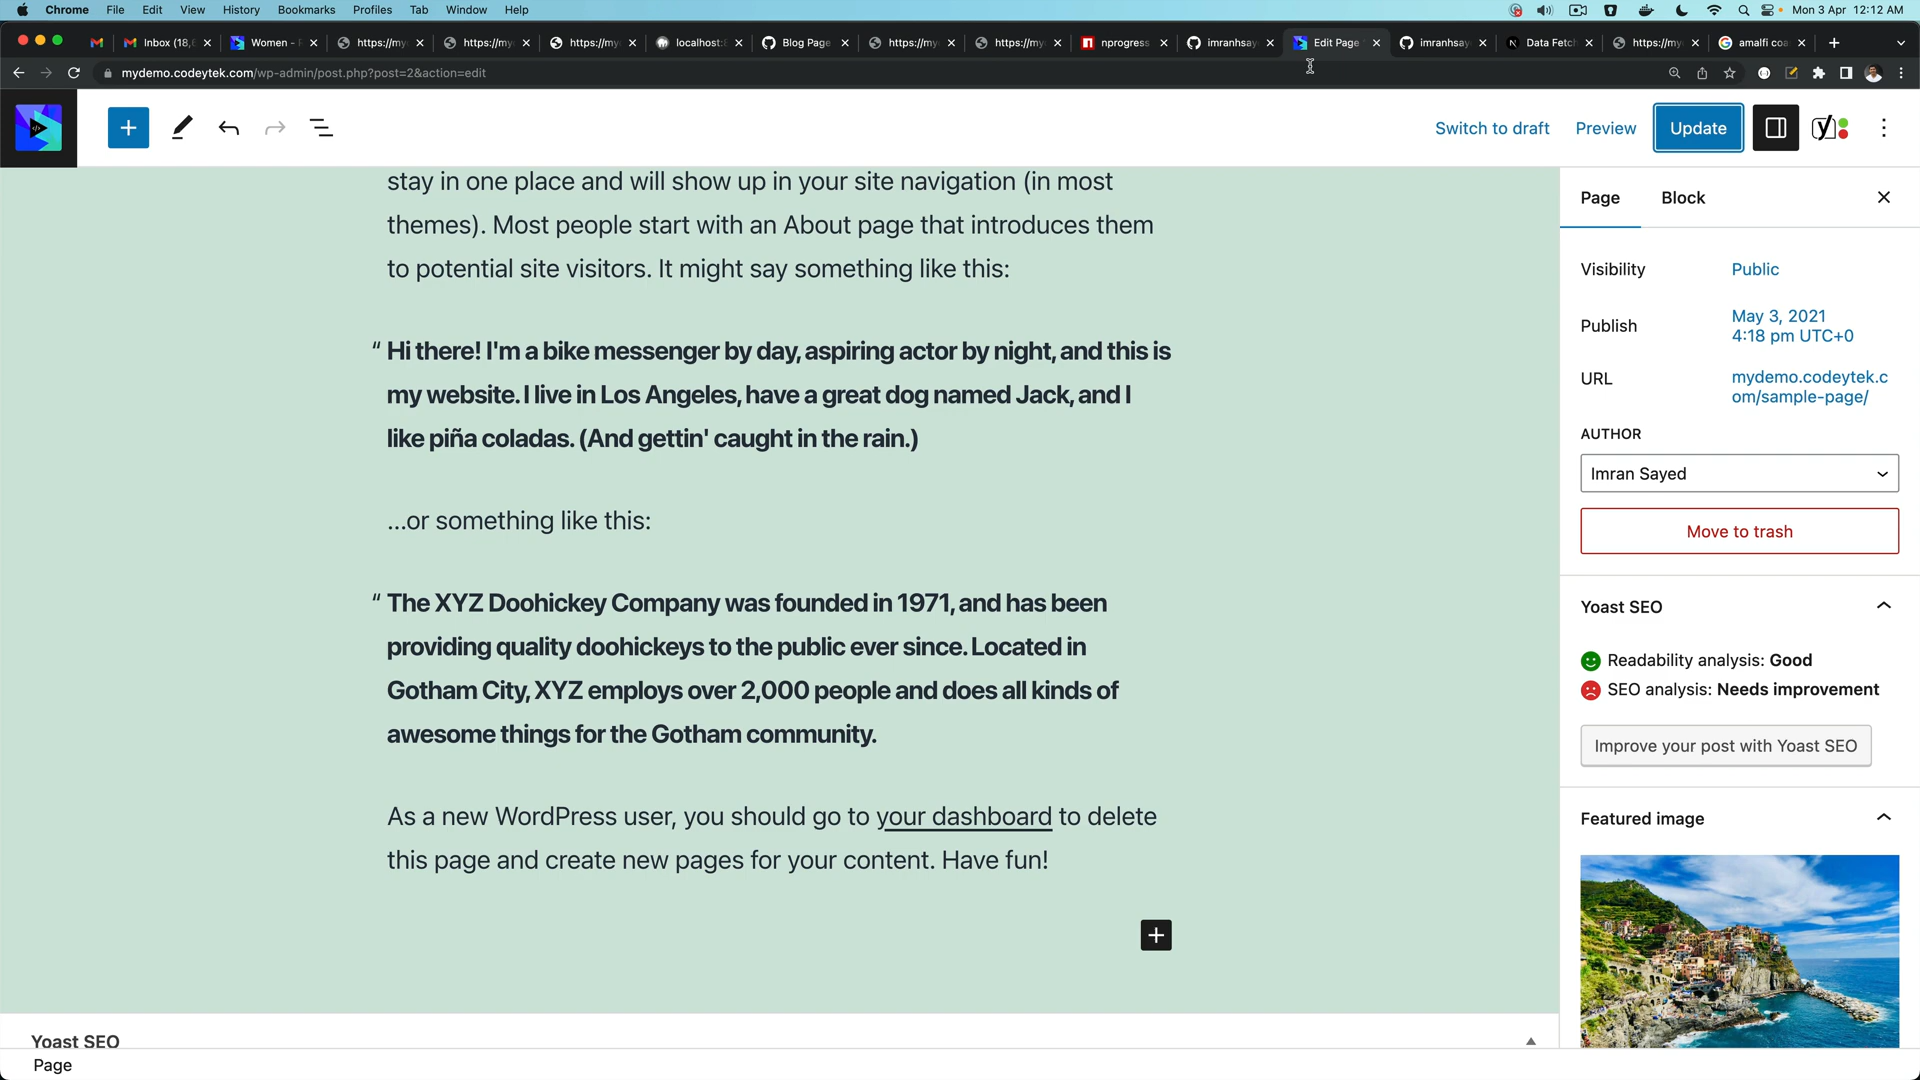 Chrome File Edit View History Bookmarks Profiles Tab Window Help Mon 3 Apr 12:12 AM
Inbox (18, Women - https://my https://my https://my localhost: Blog Page https://my https://my nprogress imranhsay Edit Page imranhsay Data Fetch https://my amalfi coa
mydemo.codeytek.com/wp-admin/post.php?post=2&action=edit
Switch to draft Preview Update
stay in one place and will show up in your site navigation (in most
themes). Most people start with an About page that introduces them
to potential site visitors. It might say something like this:
“ Hi there! I'm a bike messenger by day, aspiring actor by night, and this is
my website. I live in Los Angeles, have a great dog named Jack, and I
like piña coladas. (And gettin' caught in the rain.)
...or something like this:
“ The XYZ Doohickey Company was founded in 1971, and has been
providing quality doohickeys to the public ever since. Located in
Gotham City, XYZ employs over 2,000 people and does all kinds of
awesome things for the Gotham community.
As a new WordPress user, you should go to your dashboard to delete
this page and create new pages for your content. Have fun!
Yoast SEO
Page
Page Block
Visibility Public
Publish May 3, 2021
4:18 pm UTC+0
URL mydemo.codeytek.c
om/sample-page/
AUTHOR
Imran Sayed
Move to trash
Yoast SEO
Readability analysis: Good
SEO analysis: Needs improvement
Improve your post with Yoast SEO
Featured image